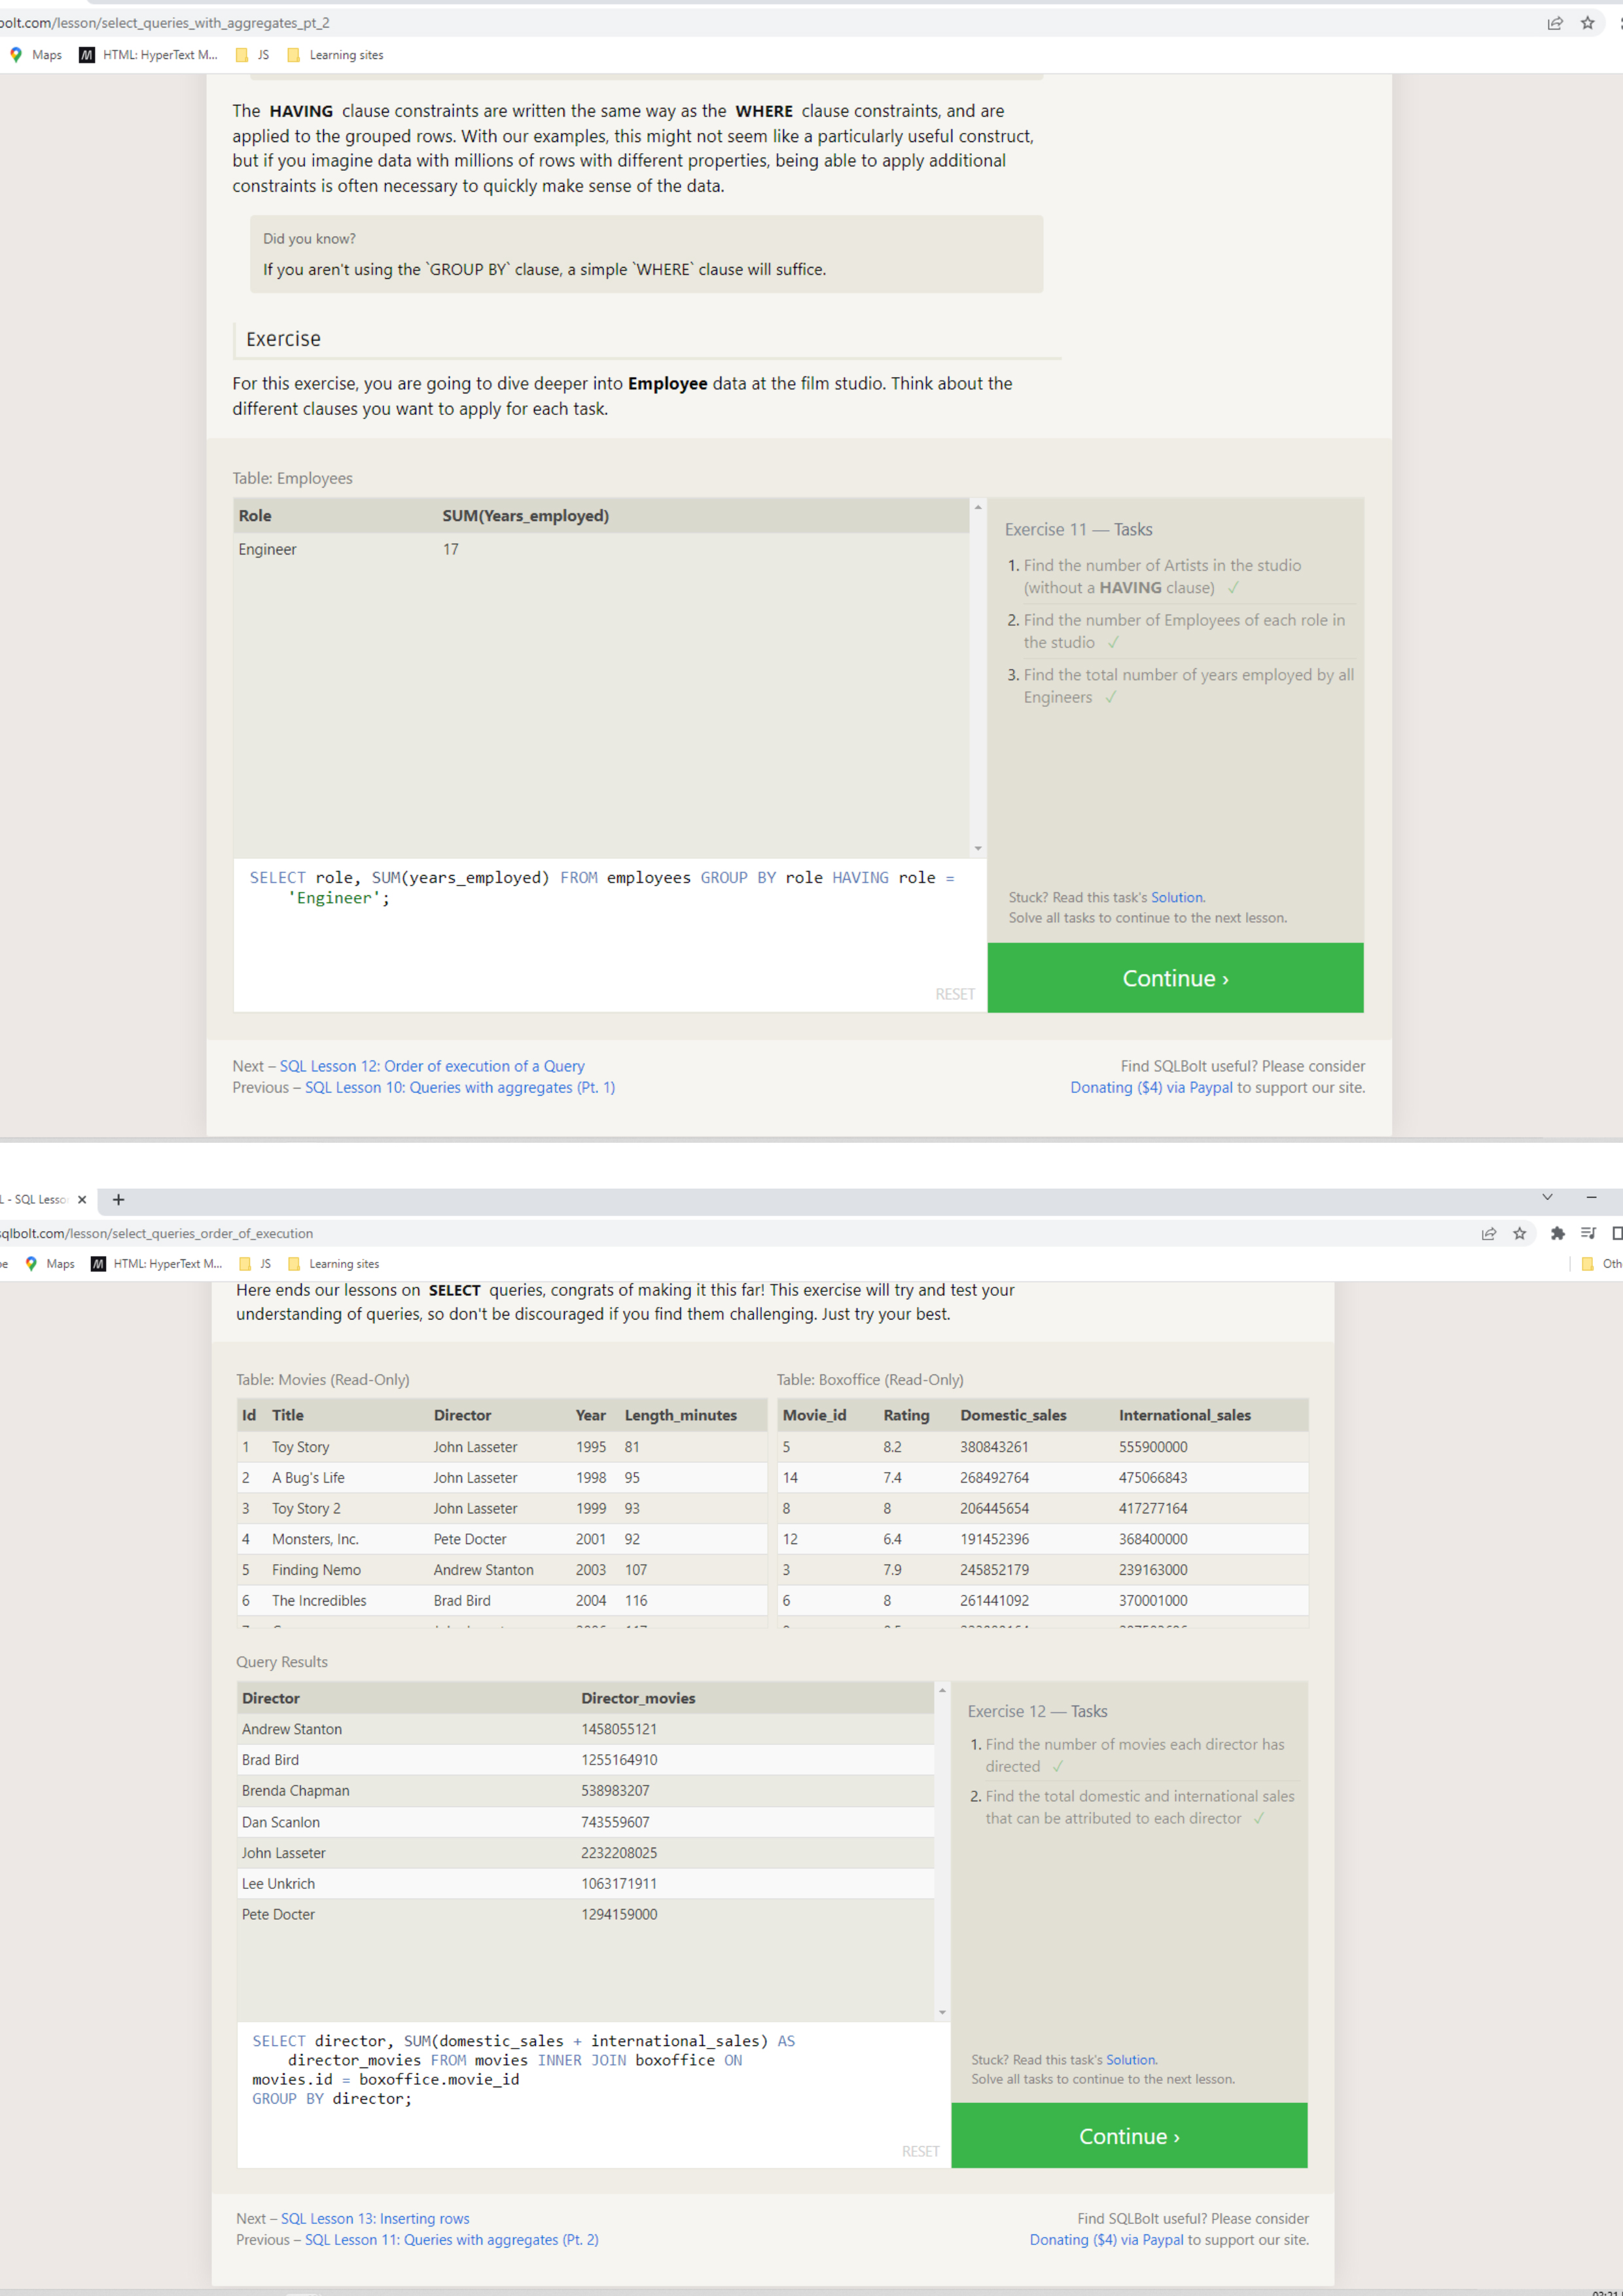 bolt.com/lesson/select_queries_with_aggregates_pt_2
Maps HTML: HyperText M... JS Learning sites
The HAVING clause constraints are written the same way as the WHERE clause constraints, and are
applied to the grouped rows. With our examples, this might not seem like a particularly useful construct,
but if you imagine data with millions of rows with different properties, being able to apply additional
constraints is often necessary to quickly make sense of the data.
Did you know?
If you aren't using the `GROUP BY` clause, a simple `WHERE` clause will suffice.
Exercise
For this exercise, you are going to dive deeper into Employee data at the film studio. Think about the
different clauses you want to apply for each task.
Table: Employees
Role SUM(Years_employed)
Engineer 17
Exercise 11 — Tasks
1. Find the number of Artists in the studio
(without a HAVING clause) ✓
2. Find the number of Employees of each role in
the studio ✓
3. Find the total number of years employed by all
Engineers ✓
SELECT role, SUM(years_employed) FROM employees GROUP BY role HAVING role =
'Engineer';
RESET
Stuck? Read this task's Solution.
Solve all tasks to continue to the next lesson.
Continue ›
Next – SQL Lesson 12: Order of execution of a Query
Previous – SQL Lesson 10: Queries with aggregates (Pt. 1)
Find SQLBolt useful? Please consider
Donating ($4) via Paypal to support our site.
L - SQL Lesso
sqlbolt.com/lesson/select_queries_order_of_execution
Maps HTML: HyperText M... JS Learning sites Oth
Here ends our lessons on SELECT queries, congrats of making it this far! This exercise will try and test your
understanding of queries, so don't be discouraged if you find them challenging. Just try your best.
Table: Movies (Read-Only)
Id Title Director Year Length_minutes
1 Toy Story John Lasseter 1995 81
2 A Bug's Life John Lasseter 1998 95
3 Toy Story 2 John Lasseter 1999 93
4 Monsters, Inc. Pete Docter 2001 92
5 Finding Nemo Andrew Stanton 2003 107
6 The Incredibles Brad Bird 2004 116
Table: Boxoffice (Read-Only)
Movie_id Rating Domestic_sales International_sales
5 8.2 380843261 555900000
14 7.4 268492764 475066843
8 8 206445654 417277164
12 6.4 191452396 368400000
3 7.9 245852179 239163000
6 8 261441092 370001000
Query Results
Director Director_movies
Andrew Stanton 1458055121
Brad Bird 1255164910
Brenda Chapman 538983207
Dan Scanlon 743559607
John Lasseter 2232208025
Lee Unkrich 1063171911
Pete Docter 1294159000
Exercise 12 — Tasks
1. Find the number of movies each director has
directed ✓
2. Find the total domestic and international sales
that can be attributed to each director ✓
SELECT director, SUM(domestic_sales + international_sales) AS
director_movies FROM movies INNER JOIN boxoffice ON
movies.id = boxoffice.movie_id
GROUP BY director;
RESET
Stuck? Read this task's Solution.
Solve all tasks to continue to the next lesson.
Continue ›
Next – SQL Lesson 13: Inserting rows
Previous – SQL Lesson 11: Queries with aggregates (Pt. 2)
Find SQLBolt useful? Please consider
Donating ($4) via Paypal to support our site.